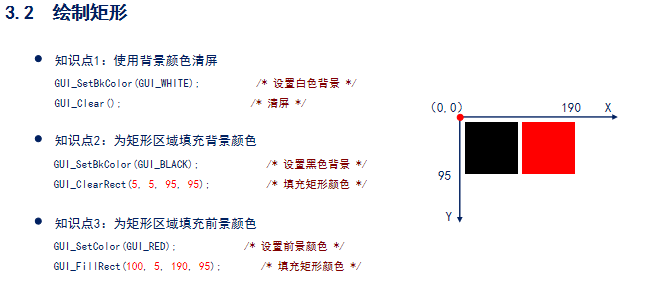 3.2 绘制矩形
● 知识点1：使用背景颜色清屏
GUI_SetBkColor(GUI_WHITE); /* 设置白色背景 */
GUI_Clear(); /* 清屏 */
● 知识点2：为矩形区域填充背景颜色
GUI_SetBkColor(GUI_BLACK); /* 设置黑色背景 */
GUI_ClearRect(5, 5, 95, 95); /* 填充矩形颜色 */
● 知识点3：为矩形区域填充前景颜色
GUI_SetColor(GUI_RED); /* 设置前景颜色 */
GUI_FillRect(100, 5, 190, 95); /* 填充矩形颜色 */
(0,0) 190 X
95
Y